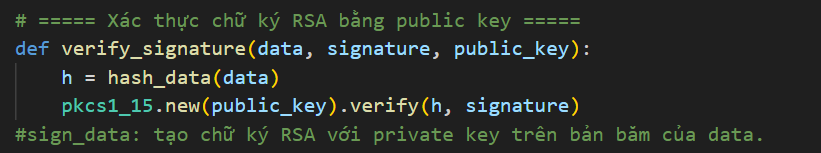 # ===== Xác thực chữ ký RSA bằng public key =====
def verify_signature(data, signature, public_key):
    h = hash_data(data)
    pkcs1_15.new(public_key).verify(h, signature)
#sign_data: tạo chữ ký RSA với private key trên bản băm của data.